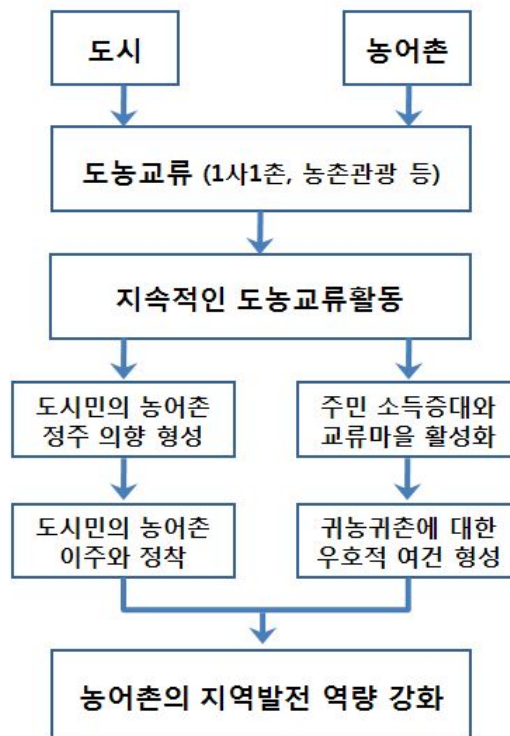 도시
농어촌
도농교류 (1사1촌, 농촌관광 등)
지속적인 도농교류활동
도시민의 농어촌
정주 의향 형성
주민 소득증대와
교류마을 활성화
도시민의 농어촌
이주와 정착
귀농귀촌에 대한
우호적 여건 형성
농어촌의 지역발전 역량 강화